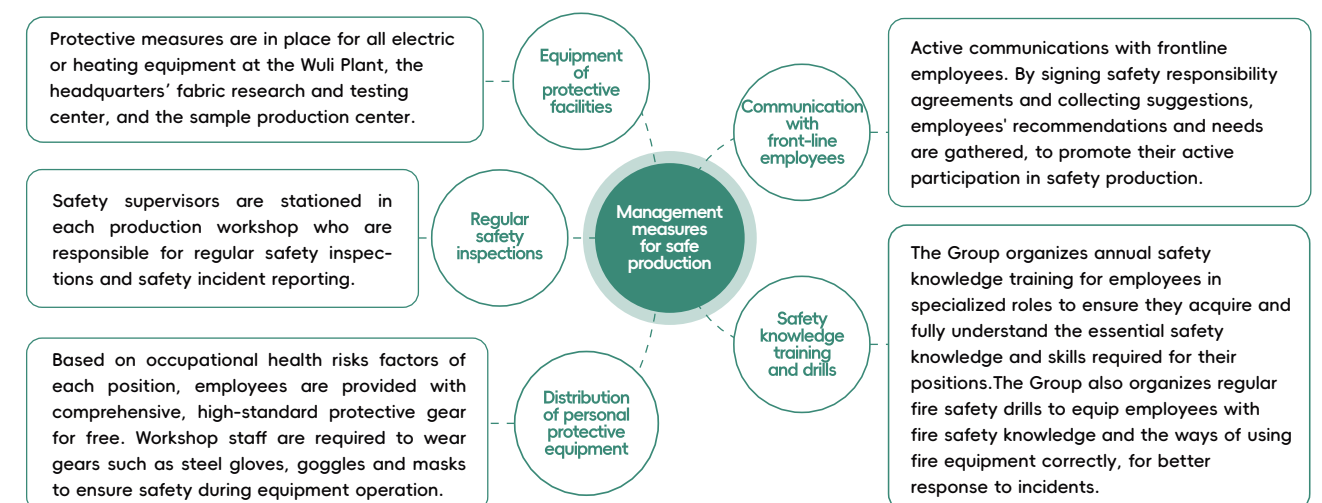 Protective measures are in place for all electric
or heating equipment at the Wuli Plant, the
headquarters’ fabric research and testing
center, and the sample production center.
Equipment
of
protective
facilities
Safety supervisors are stationed in
each production workshop who are
responsible for regular safety inspec-
tions and safety incident reporting.
Regular
safety
inspections
Based on occupational health risks factors of
each position, employees are provided with
comprehensive, high-standard protective gear
for free. Workshop staff are required to wear
gears such as steel gloves, goggles and masks
to ensure safety during equipment operation.
Distribution
of personal
protective
equipment
Management
measures
for safe
production
Communication
with
front-line
employees
Active communications with frontline
employees. By signing safety responsibility
agreements and collecting suggestions,
employees' recommendations and needs
are gathered, to promote their active
participation in safety production.
Safety
knowledge
training
and drills
The Group organizes annual safety
knowledge training for employees in
specialized roles to ensure they acquire and
fully understand the essential safety
knowledge and skills required for their
positions.The Group also organizes regular
fire safety drills to equip employees with
fire safety knowledge and the ways of using
fire equipment correctly, for better
response to incidents.